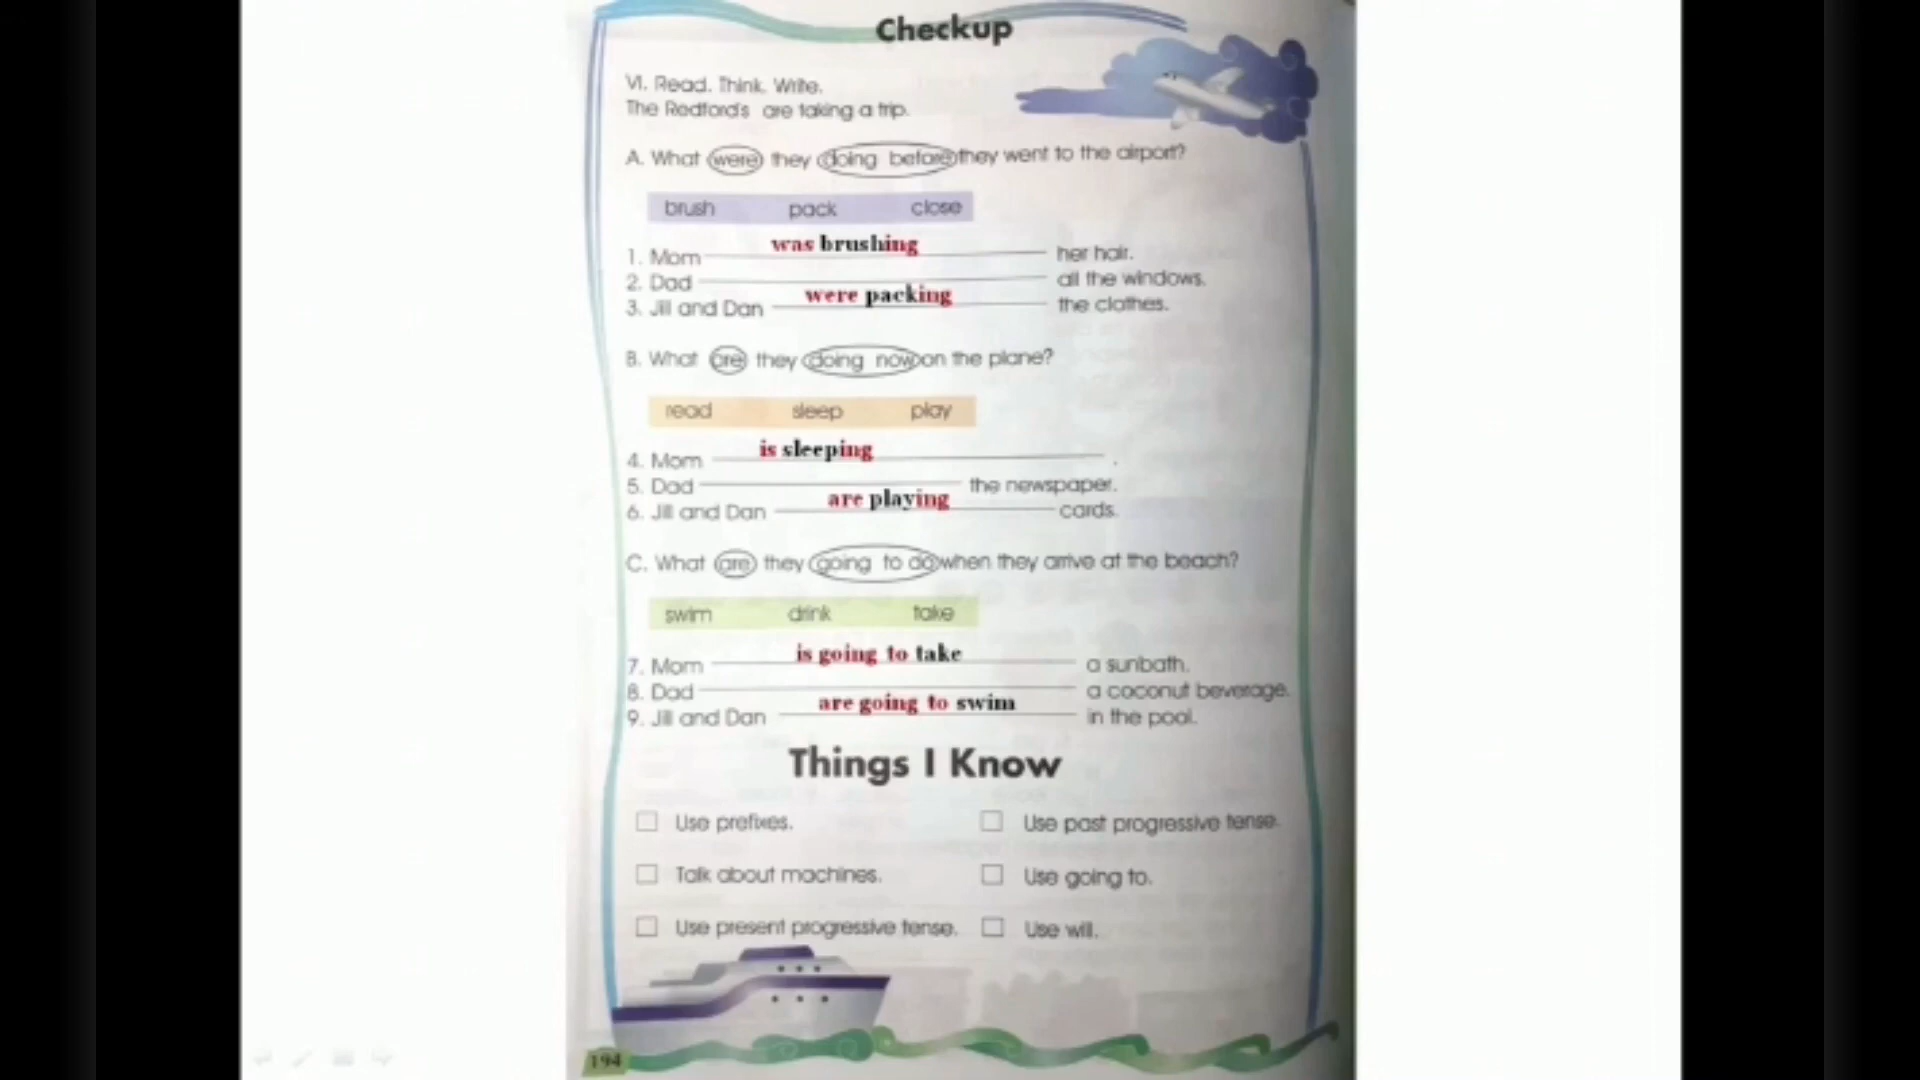 Checkup
VI. Read. Think. Write.
The Redford's are taking a trip.
A. What were they doing before they went to the airport?
brush pack close
1. Mom was brushing her hair.
2. Dad all the windows.
3. Jill and Dan were packing the clothes.
B. What are they doing now on the plane?
read sleep play
4. Mom is sleeping .
5. Dad the newspaper.
6. Jill and Dan are playing cards.
C. What are they going to do when they arrive at the beach?
swim drink take
7. Mom is going to take a sunbath.
8. Dad a coconut beverage.
9. Jill and Dan are going to swim in the pool.
Things I Know
Use prefixes. Use past progressive tense.
Talk about machines. Use going to.
Use present progressive tense. Use will.
194